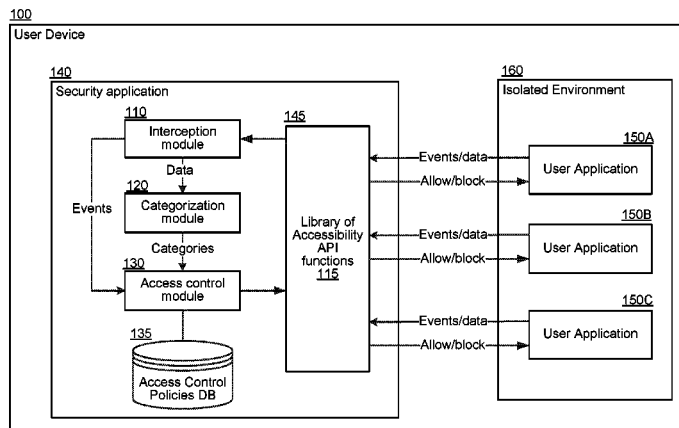 100
User Device
140
Security application
160
Isolated Environment
110
Interception
module
145
Data
Events
120
Categorization
module
Categories
130
Access control
module
135
Access Control
Policies DB
Library of
Accessibility
API
functions
115
Events/data
Allow/block
150A
User Application
Events/data
Allow/block
150B
User Application
Events/data
Allow/block
150C
User Application